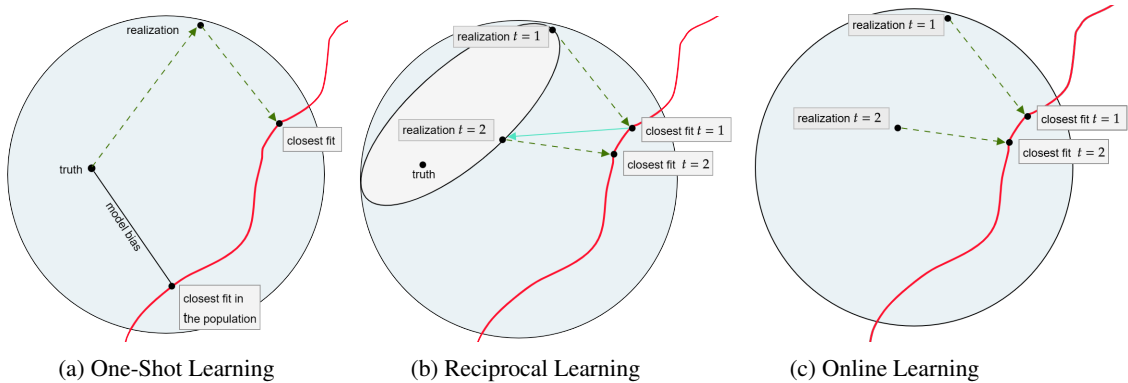 realization
closest fit
truth
model bias
closest fit in
the population
(a) One-Shot Learning
realization t = 1
realization t = 2
closest fit t = 1
closest fit t = 2
truth
(b) Reciprocal Learning
realization t = 1
realization t = 2
closest fit t = 1
closest fit t = 2
(c) Online Learning